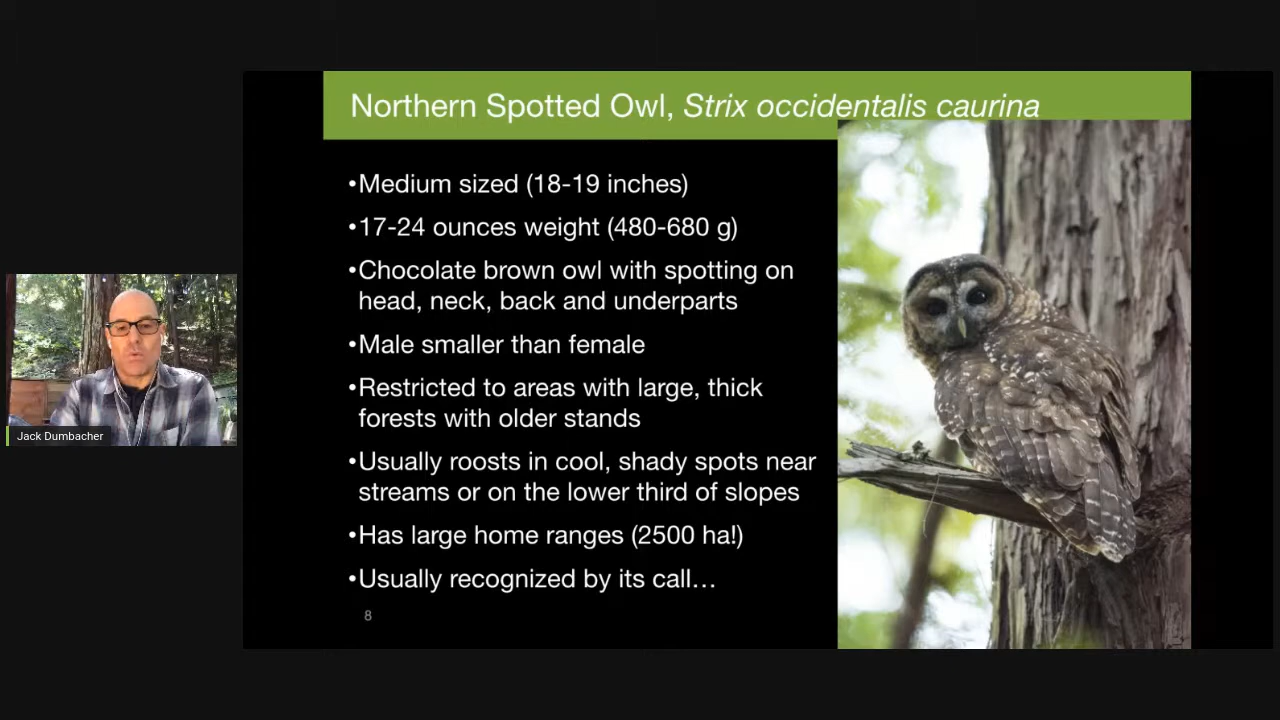 Northern Spotted Owl, Strix occidentalis caurina
•Medium sized (18-19 inches)
•17-24 ounces weight (480-680 g)
•Chocolate brown owl with spotting on
head, neck, back and underparts
•Male smaller than female
•Restricted to areas with large, thick
forests with older stands
•Usually roosts in cool, shady spots near
streams or on the lower third of slopes
•Has large home ranges (2500 ha!)
•Usually recognized by its call…
8
Jack Dumbacher